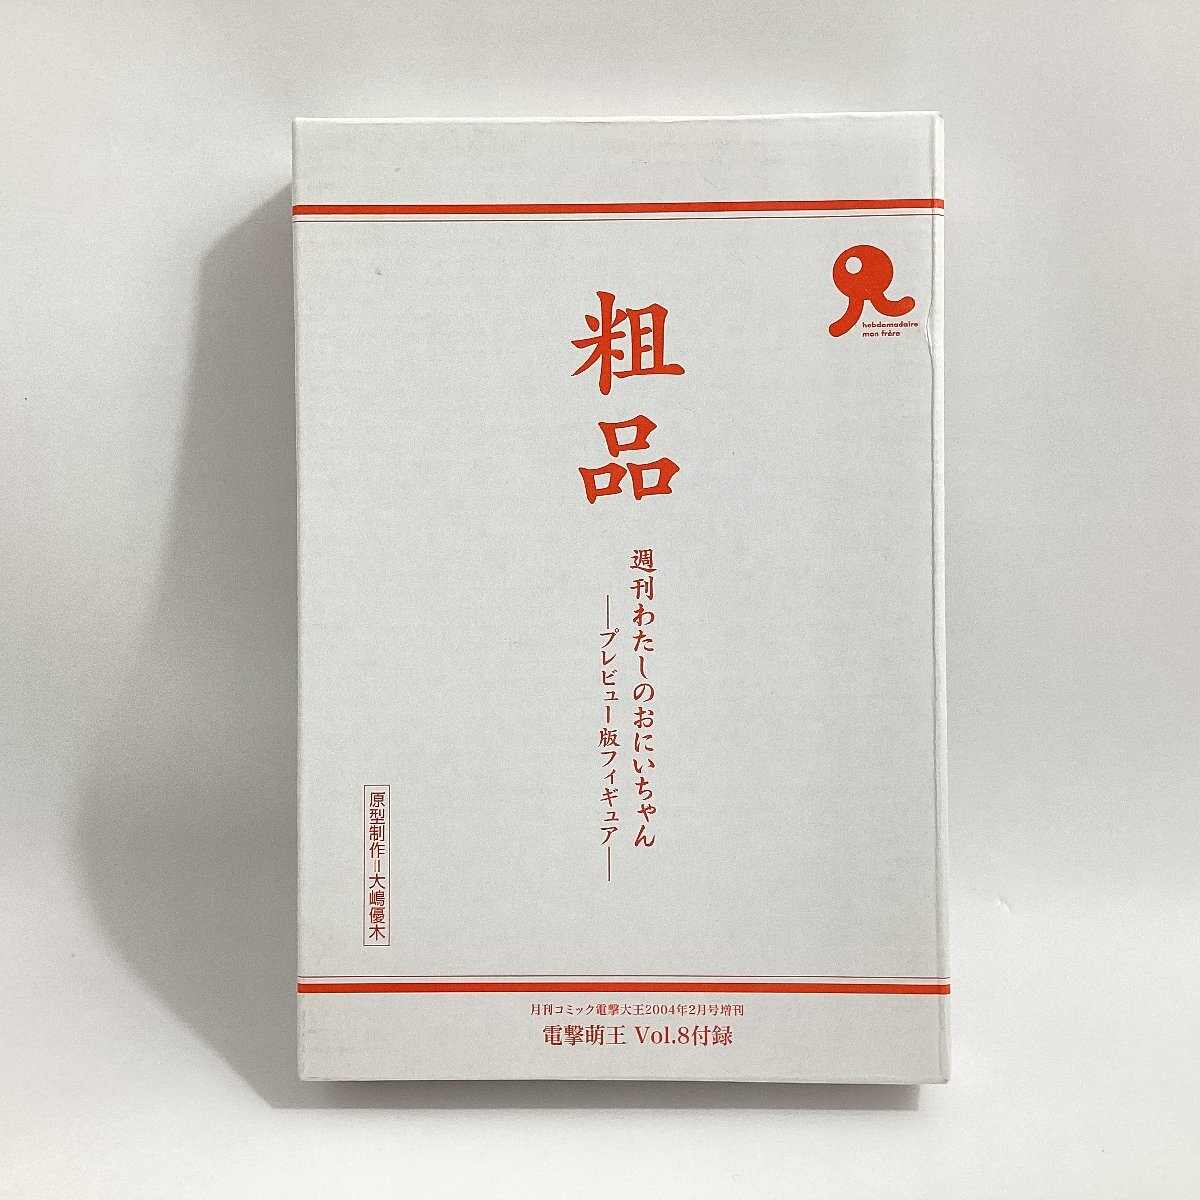 hebdomadaire
mon frère
粗品
週刊わたしのおにいちゃん
―プレビュー版フィギュア―
原型制作=大嶋優木
月刊コミック電撃大王2004年2月号増刊
電撃萌王 Vol.8付録